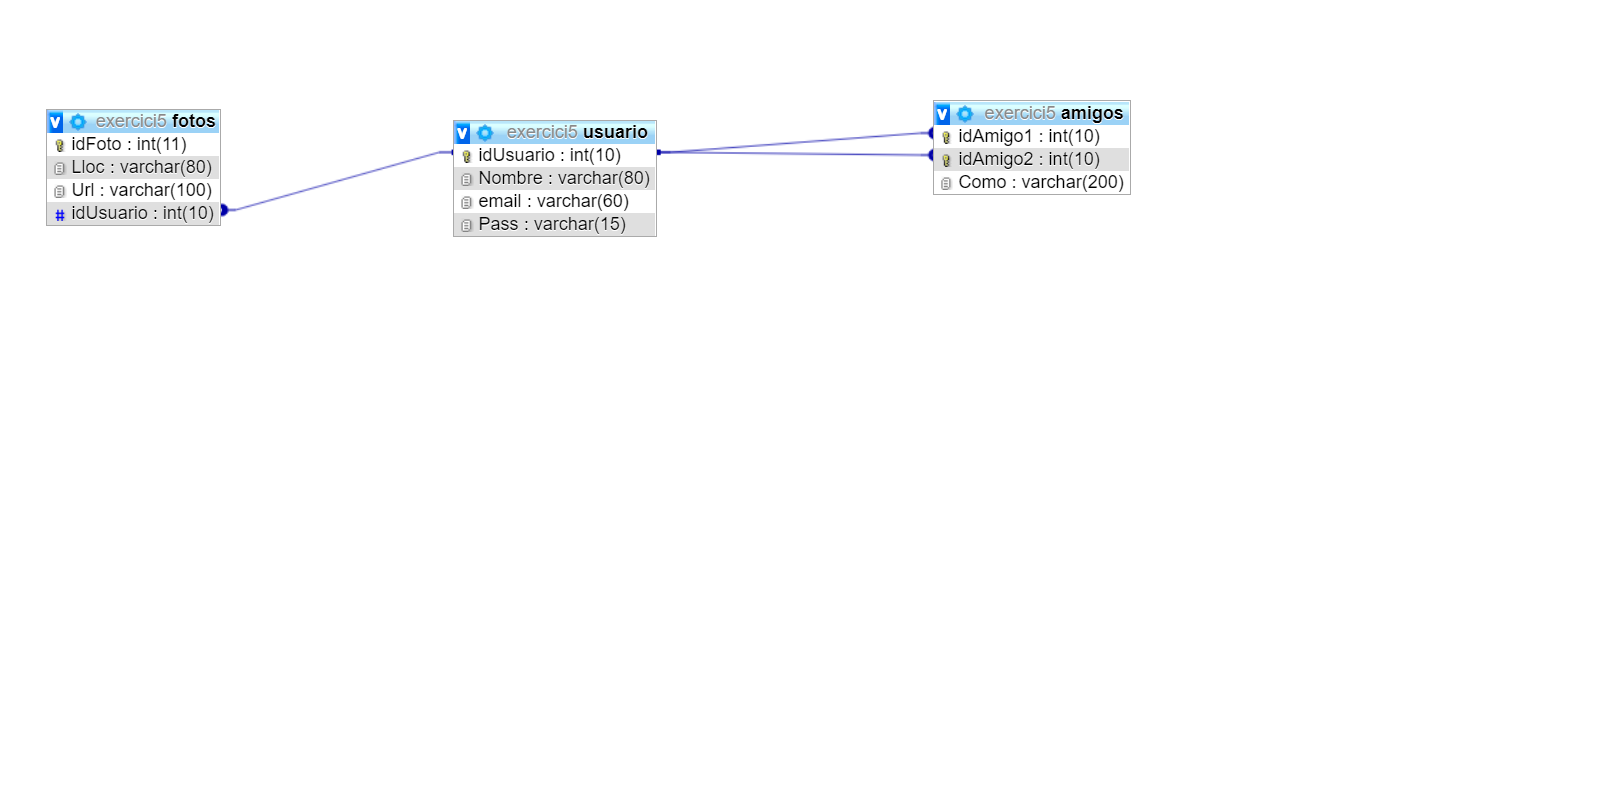 v exercici5 fotos
idFoto : int(11)
Lloc : varchar(80)
Url : varchar(100)
# idUsuario : int(10)
v exercici5 usuario
idUsuario : int(10)
Nombre : varchar(80)
email : varchar(60)
Pass : varchar(15)
v exercici5 amigos
idAmigo1 : int(10)
idAmigo2 : int(10)
Como : varchar(200)